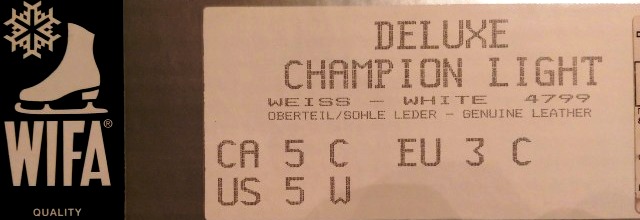 WIFA®
QUALITY
DELUXE
CHAMPION LIGHT
WEISS - WHITE 4799
OBERTEIL/SOHLE LEDER - GENUINE LEATHER
CA 5 C EU 3 C
US 5 W